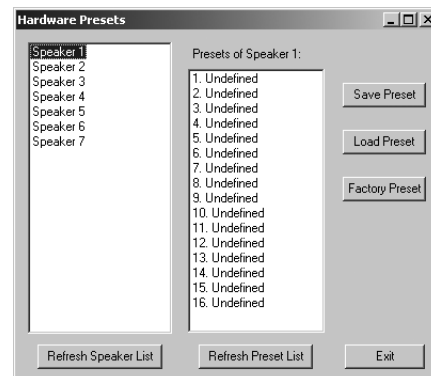 Hardware Presets
Speaker 1
Speaker 2
Speaker 3
Speaker 4
Speaker 5
Speaker 6
Speaker 7
Presets of Speaker 1:
1. Undefined
2. Undefined
3. Undefined
4. Undefined
5. Undefined
6. Undefined
7. Undefined
8. Undefined
9. Undefined
10. Undefined
11. Undefined
12. Undefined
13. Undefined
14. Undefined
15. Undefined
16. Undefined
Save Preset
Load Preset
Factory Preset
Refresh Speaker List
Refresh Preset List
Exit